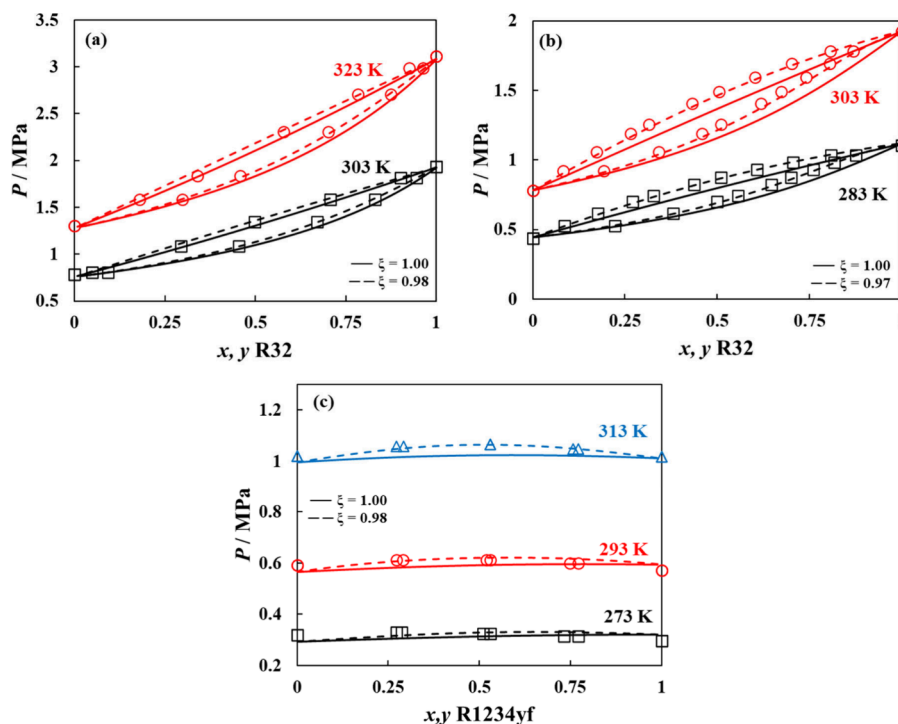 (a)
3.5
3
2.5
2
1.5
1
0.5
P / MPa
323 K
303 K
ξ = 1.00
ξ = 0.98
0
0.25
0.5
0.75
1
x, y R32
(b)
2
1.5
1
0.5
0
P / MPa
303 K
283 K
ξ = 1.00
ξ = 0.97
0
0.25
0.5
0.75
x, y R32
(c)
1.2
1
0.8
0.6
0.4
0.2
P / MPa
313 K
ξ = 1.00
ξ = 0.98
293 K
273 K
0
0.25
0.5
0.75
1
x,y R1234yf